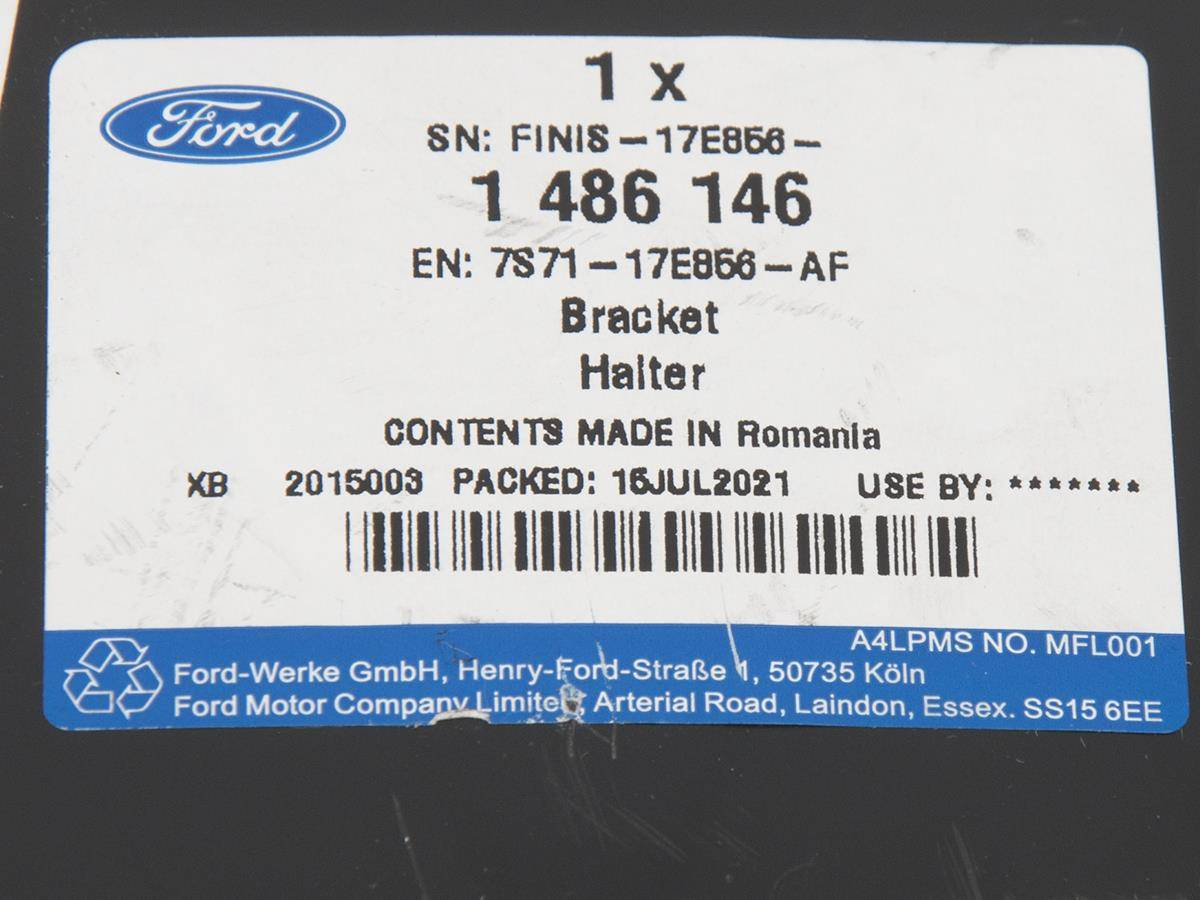 1 x
Ford
SN: FINIS-17E856-
1 486 146
EN: 7S71-17E856-AF
Bracket
Halter
CONTENTS MADE IN Romania
XB 2015003 PACKED: 15JUL2021 USE BY: *******
A4LPMS NO. MFL001
Ford-Werke GmbH, Henry-Ford-Straße 1, 50735 Köln
Ford Motor Company Limited, Arterial Road, Laindon, Essex. SS15 6EE